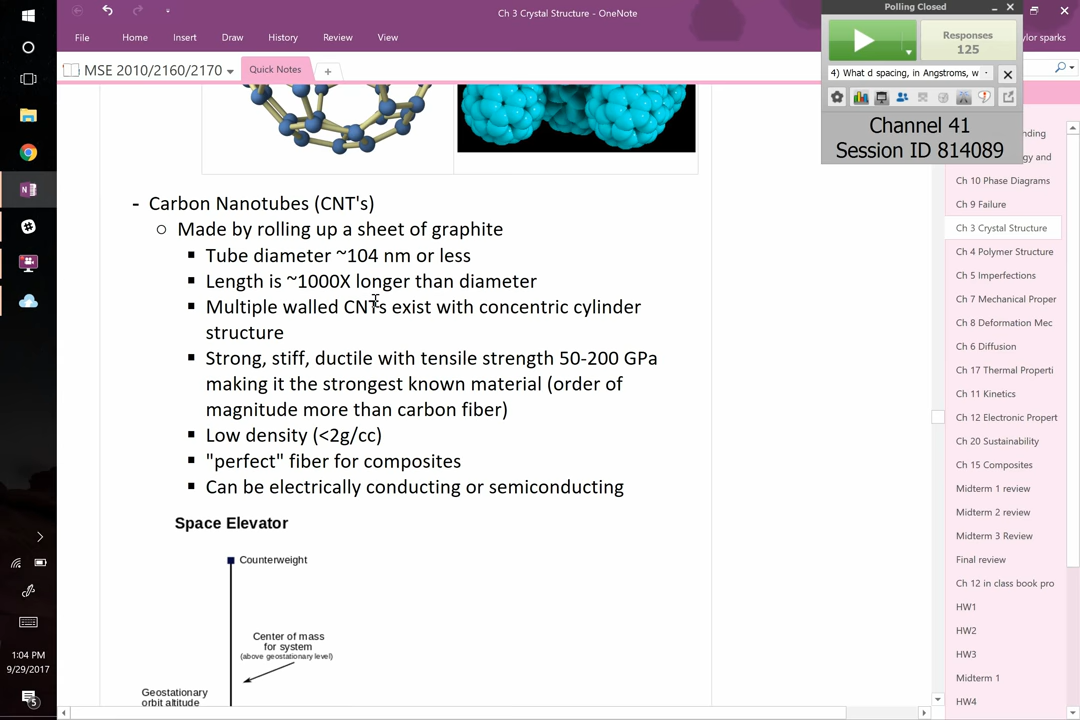 Ch 3 Crystal Structure - OneNote
Polling Closed
File Home Insert Draw History Review View
Responses
125
ylor sparks
MSE 2010/2160/2170
Quick Notes
4) What d spacing, in Angstroms, w
Channel 41
Session ID 814089
- Carbon Nanotubes (CNT's)
Made by rolling up a sheet of graphite
Tube diameter ~104 nm or less
Length is ~1000X longer than diameter
Multiple walled CNTs exist with concentric cylinder
structure
Strong, stiff, ductile with tensile strength 50-200 GPa
making it the strongest known material (order of
magnitude more than carbon fiber)
Low density (<2g/cc)
"perfect" fiber for composites
Can be electrically conducting or semiconducting
Space Elevator
Counterweight
Center of mass
for system
(above geostationary level)
Geostationary
orbit altitude
nding
gy and
Ch 10 Phase Diagrams
Ch 9 Failure
Ch 3 Crystal Structure
Ch 4 Polymer Structure
Ch 5 Imperfections
Ch 7 Mechanical Proper
Ch 8 Deformation Mec
Ch 6 Diffusion
Ch 17 Thermal Properti
Ch 11 Kinetics
Ch 12 Electronic Propert
Ch 20 Sustainability
Ch 15 Composites
Midterm 1 review
Midterm 2 review
Midterm 3 Review
Final review
Ch 12 in class book pro
HW1
HW2
HW3
Midterm 1
HW4
1:04 PM
9/29/2017
5